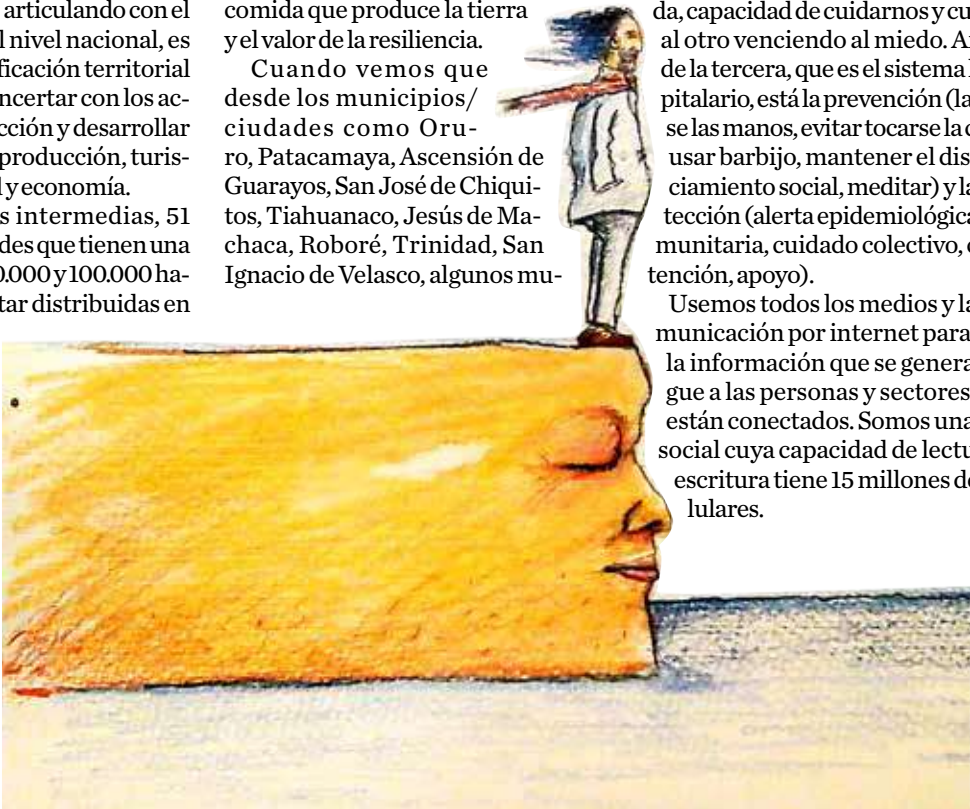 articulando con el
l nivel nacional, es
ficación territorial
ncertar con los ac-
cción y desarrollar
producción, turis-
l y economía.
s intermedias, 51
des que tienen una
0.000 y 100.000 ha-
tar distribuidas en
comida que produce la tierra
y el valor de la resiliencia.
Cuando vemos que
desde los municipios/
ciudades como Oru-
ro, Patacamaya, Ascensión de
Guarayos, San José de Chiqui-
tos, Tiahuanaco, Jesús de Ma-
chaca, Roboré, Trinidad, San
Ignacio de Velasco, algunos mu-
da, capacidad de cuidarnos y cu
al otro venciendo al miedo. A
de la tercera, que es el sistema
pitalario, está la prevención (la
se las manos, evitar tocarse la
usar barbijo, mantener el dis
ciamiento social, meditar) y la
tección (alerta epidemiológica
munitaria, cuidado colectivo,
tención, apoyo).
Usemos todos los medios y la
municación por internet para
la información que se genera
gue a las personas y sectores
están conectados. Somos una
social cuya capacidad de lectu
escritura tiene 15 millones de
lulares.